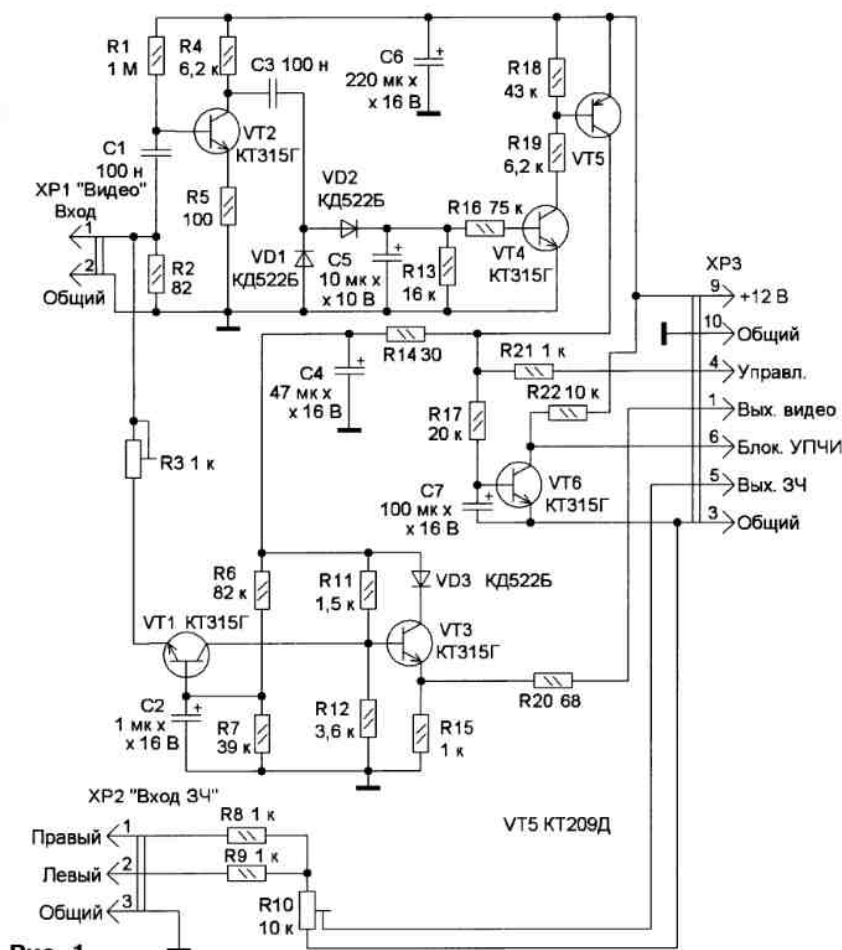 R1
1 М
R4
6,2 к
C3 100 н
C6
220 мк х
х 16 В
R18
43 к
R19
6,2 к
VT5
C1
100 н
VT2
КТ315Г
ХР1 "Видео"
Вход
1
2
Общий
R5
100
R2
82
VD2
КД522Б
VD1
КД522Б
C5
10 мк х
х 10 В
R13
16 к
R16 75 к
VT4
КТ315Г
ХР3
9
+12 В
10
Общий
4
Управл.
1
Вых. видео
6
Блок. УПЧИ
5
Вых. ЗЧ
3
Общий
R14 30
R21 1 к
R22 10 к
C4
47 мк х
х 16 В
R17
20 к
VT6
КТ315Г
C7
100 мк х
х 16 В
R3 1 к
R6
82 к
R11
1,5 к
VD3 КД522Б
VT1 КТ315Г
VT3
КТ315Г
C2
1 мк х
х 16 В
R7
39 к
R12
3,6 к
R15
1 к
R20 68
ХР2 "Вход ЗЧ"
Правый
1
Левый
2
Общий
3
R8 1 к
R9 1 к
R10
10 к
VT5 КТ209Д
Рис. 1